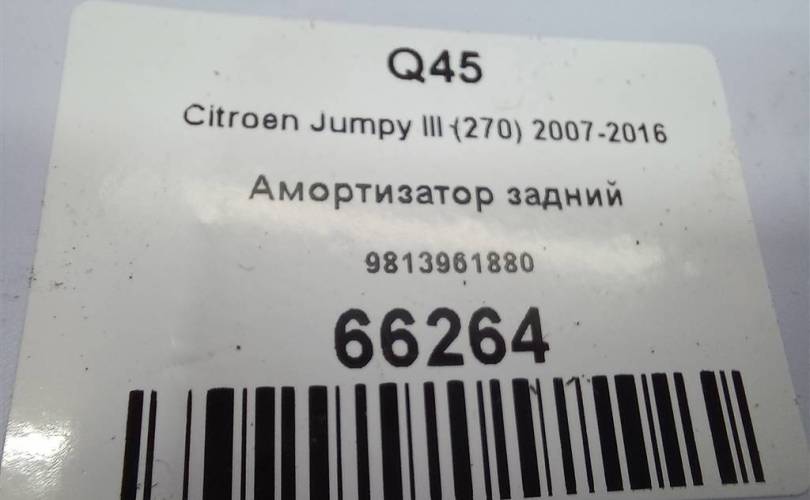 Q45
Citroen Jumpy III (270) 2007-2016
Амортизатор задний
9813961880
66264